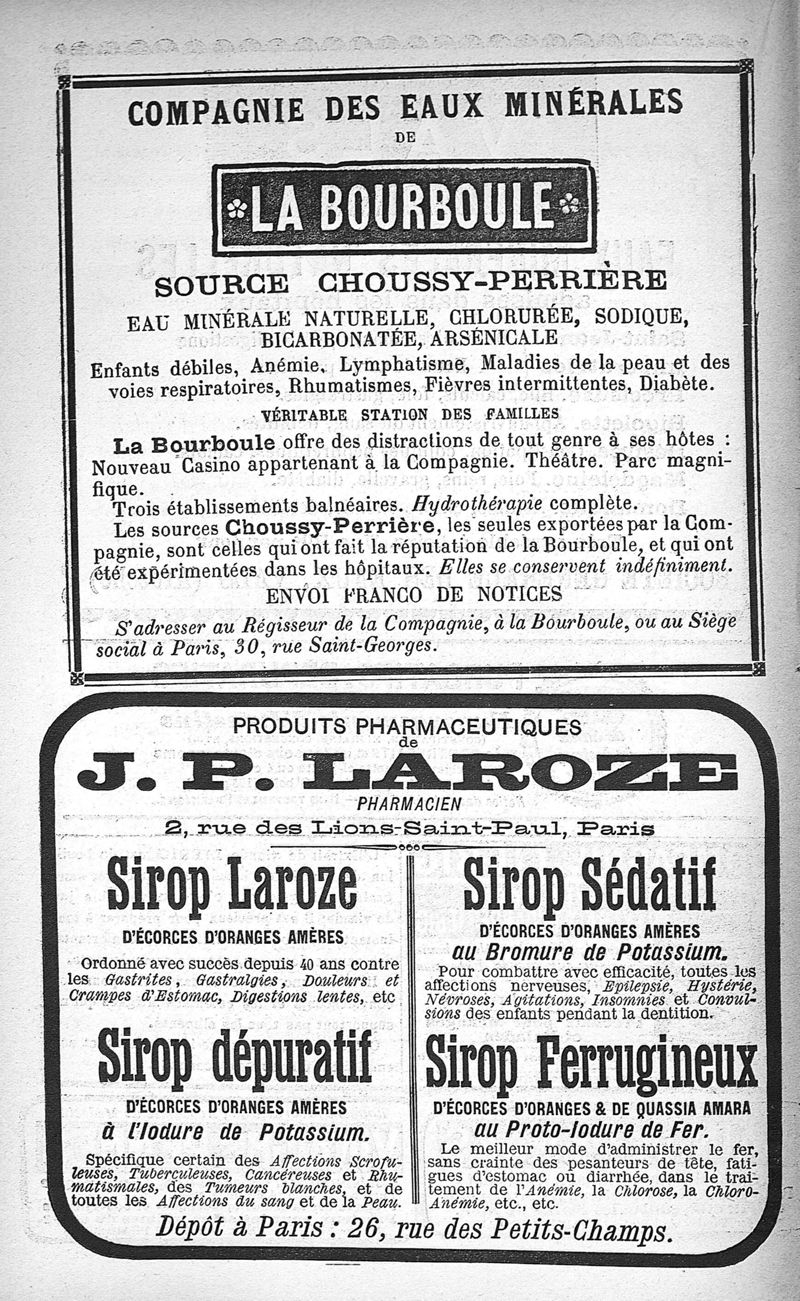 COMPAGNIE DES EAUX MINÉRALES
DE
LA BOURBOULE
SOURCE CHOUSSY-PERRIÈRE
EAU MINÉRALE NATURELLE, CHLORURÉE, SODIQUE,
BICARBONATÉE, ARSÉNICALE
Enfants débiles, Anémie, Lymphatisme, Maladies de la peau et des
voies respiratoires, Rhumatismes, Fièvres intermittentes, Diabète.
VÉRITABLE STATION DES FAMILLES
La Bourboule offre des distractions de tout genre à ses hôtes :
Nouveau Casino appartenant à la Compagnie. Théâtre. Parc magni-
fique.
Trois établissements balnéaires. Hydrothérapie complète.
Les sources Choussy-Perrière, les seules exportées par la Com-
pagnie, sont celles qui ont fait la réputation de la Bourboule, et qui ont
été expérimentées dans les hôpitaux. Elles se conservent indéfiniment.
ENVOI FRANCO DE NOTICES
S'adresser au Régisseur de la Compagnie, à la Bourboule, ou au Siège
social à Paris, 30, rue Saint-Georges.
PRODUITS PHARMACEUTIQUES
de
J. P. LAROZE
PHARMACIEN
2, rue des Lions-Saint-Paul, Paris
Sirop Laroze
D'ÉCORCES D'ORANGES AMÈRES
Ordonné avec succès depuis 40 ans contre
les Gastrites, Gastralgies, Douleurs et
Crampes d'Estomac, Digestions lentes, etc
Sirop Sédatif
D'ÉCORCES D'ORANGES AMÈRES
au Bromure de Potassium.
Pour combattre avec efficacité, toutes les
affections nerveuses, Epilepsie, Hystérie,
Névroses, Agitations, Insomnies et Convul-
sions des enfants pendant la dentition.
Sirop dépuratif
D'ÉCORCES D'ORANGES AMÈRES
à l'Iodure de Potassium.
Spécifique certain des Affections Scrofu-
leuses, Tuberculeuses, Cancéreuses et Rhu-
matismales, des Tumeurs blanches, et de
toutes les Affections du sang et de la Peau.
Sirop Ferrugineux
D'ÉCORCES D'ORANGES & DE QUASSIA AMARA
au Proto-Iodure de Fer.
Le meilleur mode d'administrer le fer,
sans crainte des pesanteurs de tête, fati-
gues d'estomac ou diarrhée, dans le trai-
tement de l'Anémie, la Chlorose, la Chloro-
Anémie, etc., etc.
Dépôt à Paris : 26, rue des Petits-Champs.